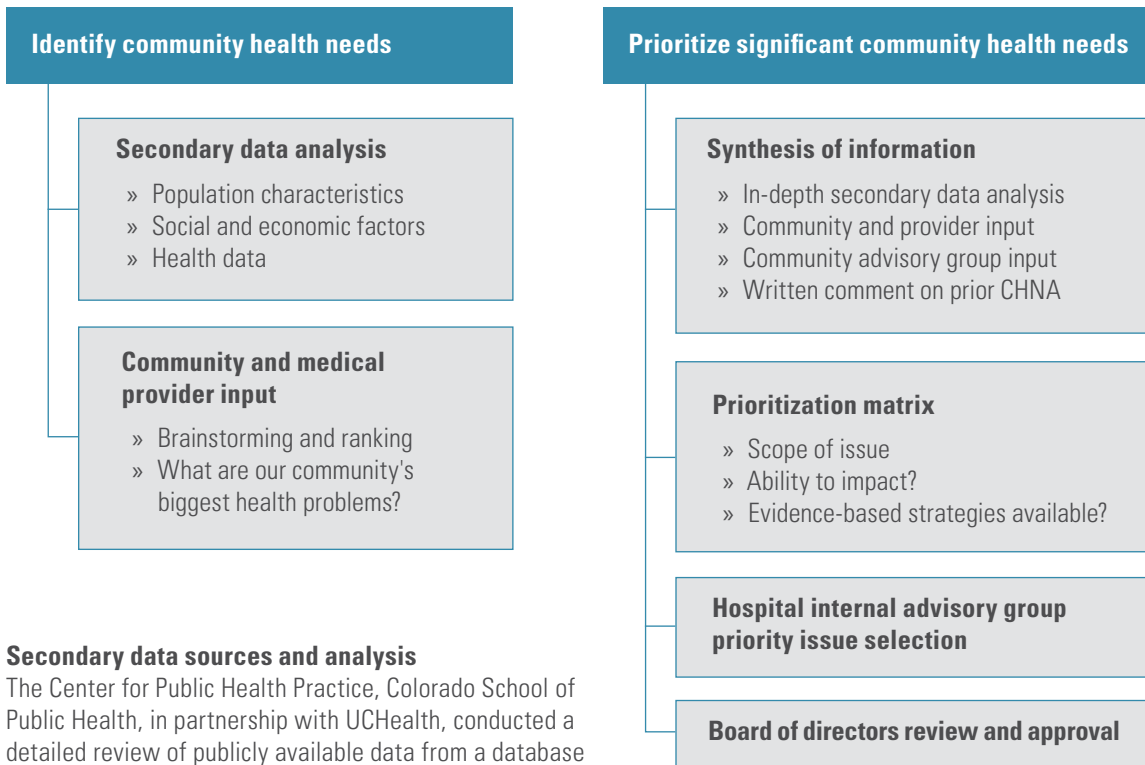 Identify community health needs
Secondary data analysis
» Population characteristics
» Social and economic factors
» Health data
Community and medical
provider input
» Brainstorming and ranking
» What are our community's
biggest health problems?
Secondary data sources and analysis
The Center for Public Health Practice, Colorado School of
Public Health, in partnership with UCHealth, conducted a
detailed review of publicly available data from a database
Prioritize significant community health needs
Synthesis of information
» In-depth secondary data analysis
» Community and provider input
» Community advisory group input
» Written comment on prior CHNA
Prioritization matrix
» Scope of issue
» Ability to impact?
» Evidence-based strategies available?
Hospital internal advisory group
priority issue selection
Board of directors review and approval